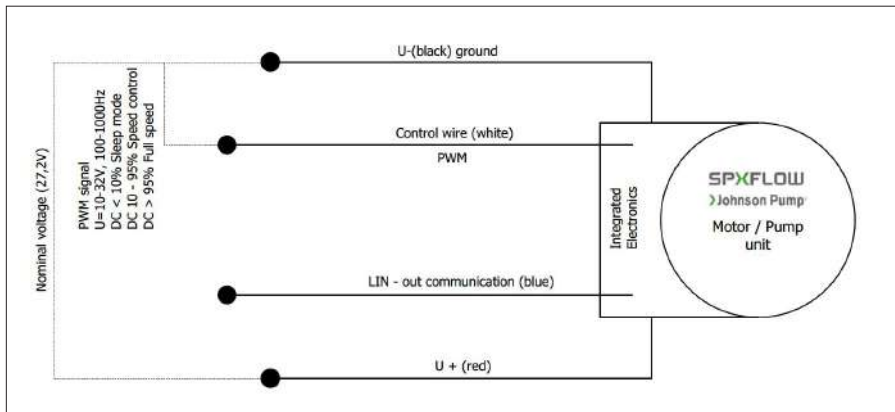 U-(black) ground
Control wire (white)
PWM
LIN - out communication (blue)
U + (red)
Nominal voltage (27,2V)
PWM signal
U=10-32V, 100-1000Hz
DC < 10% Sleep mode
DC 10 - 95% Speed control
DC > 95% Full speed
Integrated
Electronics
SPXFLOW
Johnson Pump
Motor / Pump
unit